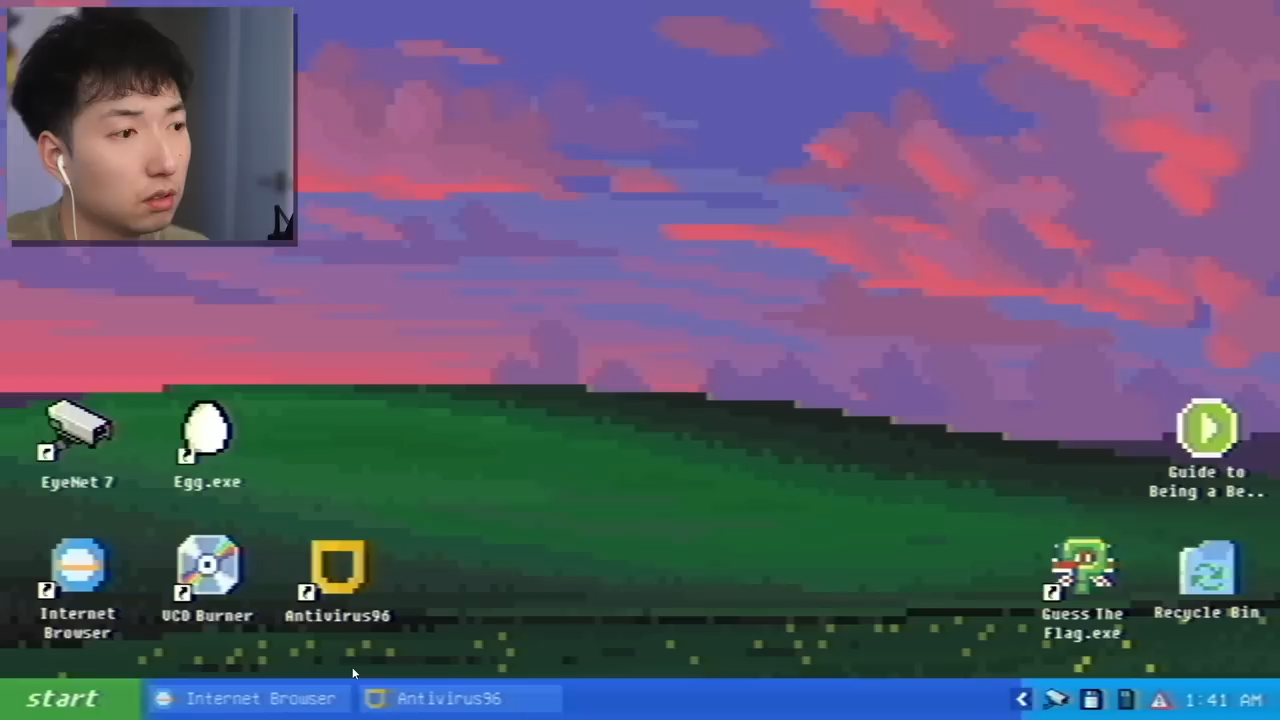 EyeNet 7
Egg.exe
Guide to
Being a Be..
Internet
Browser
VCD Burner
Antivirus96
Guess The
Flag.exe
Recycle Bin
start
Internet Browser
Antivirus96
1:41 AM